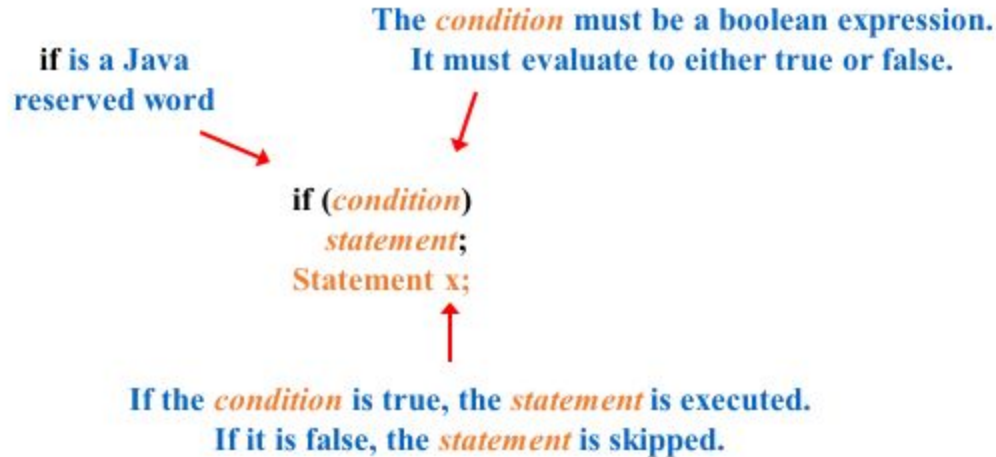 The condition must be a boolean expression.
It must evaluate to either true or false.
if is a Java
reserved word
if (condition)
statement;
Statement x;
If the condition is true, the statement is executed.
If it is false, the statement is skipped.